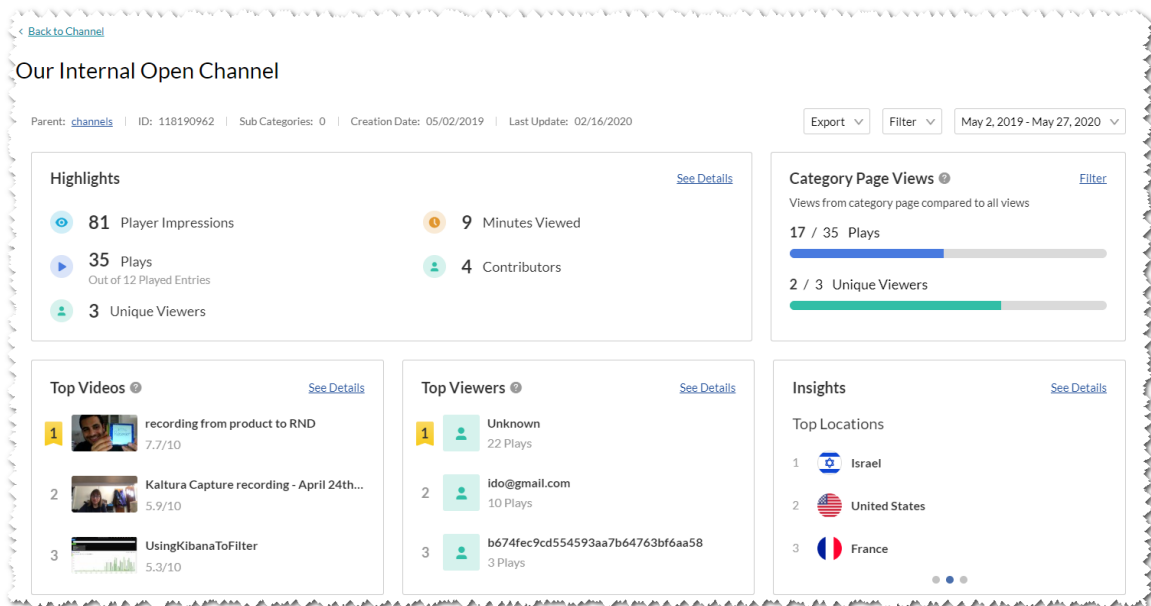 ‹ Back to Channel
Our Internal Open Channel
Parent: channels | ID: 118190962 | Sub Categories: 0 | Creation Date: 05/02/2019 | Last Update: 02/16/2020
Export
Filter
May 2, 2019 - May 27, 2020
Highlights
See Details
81 Player Impressions
9 Minutes Viewed
35 Plays
Out of 12 Played Entries
4 Contributors
3 Unique Viewers
Category Page Views ?
Filter
Views from category page compared to all views
17 / 35 Plays
2 / 3 Unique Viewers
Top Videos ?
See Details
1
recording from product to RND
7.7/10
2
Kaltura Capture recording - April 24th...
5.9/10
3
UsingKibanaToFilter
5.3/10
Top Viewers ?
See Details
1
Unknown
22 Plays
2
ido@gmail.com
10 Plays
3
b674fec9cd554593aa7b64763bf6aa58
3 Plays
Insights
See Details
Top Locations
1 Israel
2 United States
3 France